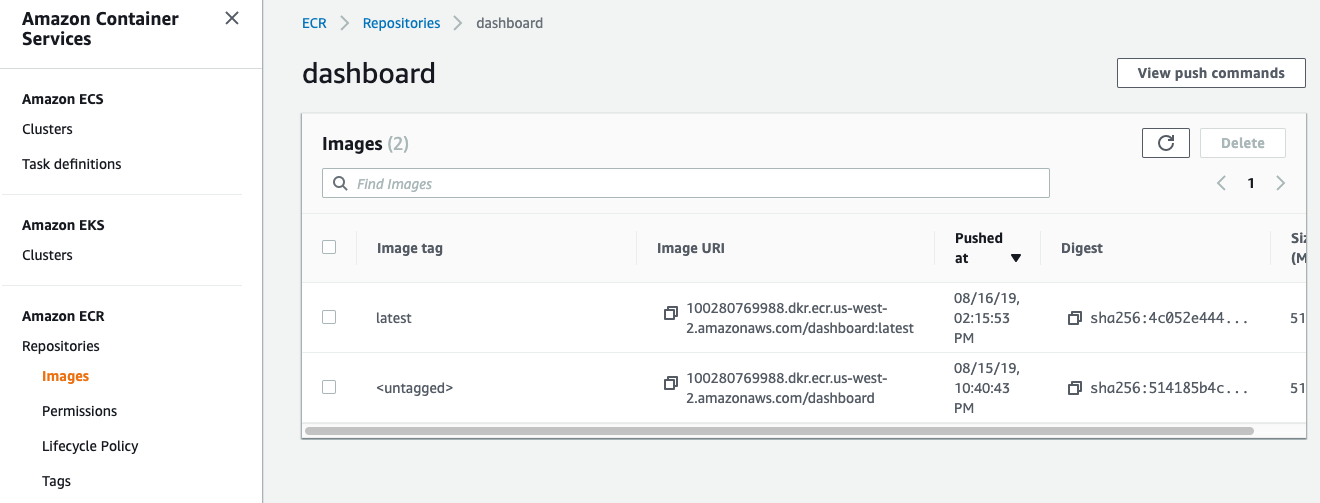 Amazon Container
Services
Amazon ECS
Clusters
Task definitions
Amazon EKS
Clusters
Amazon ECR
Repositories
Images
Permissions
Lifecycle Policy
Tags
ECR > Repositories > dashboard
dashboard
View push commands
Images (2)
Delete
Find Images
1
Image tag
Image URI
Pushed
at
Digest
latest
100280769988.dkr.ecr.us-west-
2.amazonaws.com/dashboard:latest
08/16/19,
02:15:53
PM
sha256:4c052e444...
51
<untagged>
100280769988.dkr.ecr.us-west-
2.amazonaws.com/dashboard
08/15/19,
10:40:43
PM
sha256:514185b4c...
51